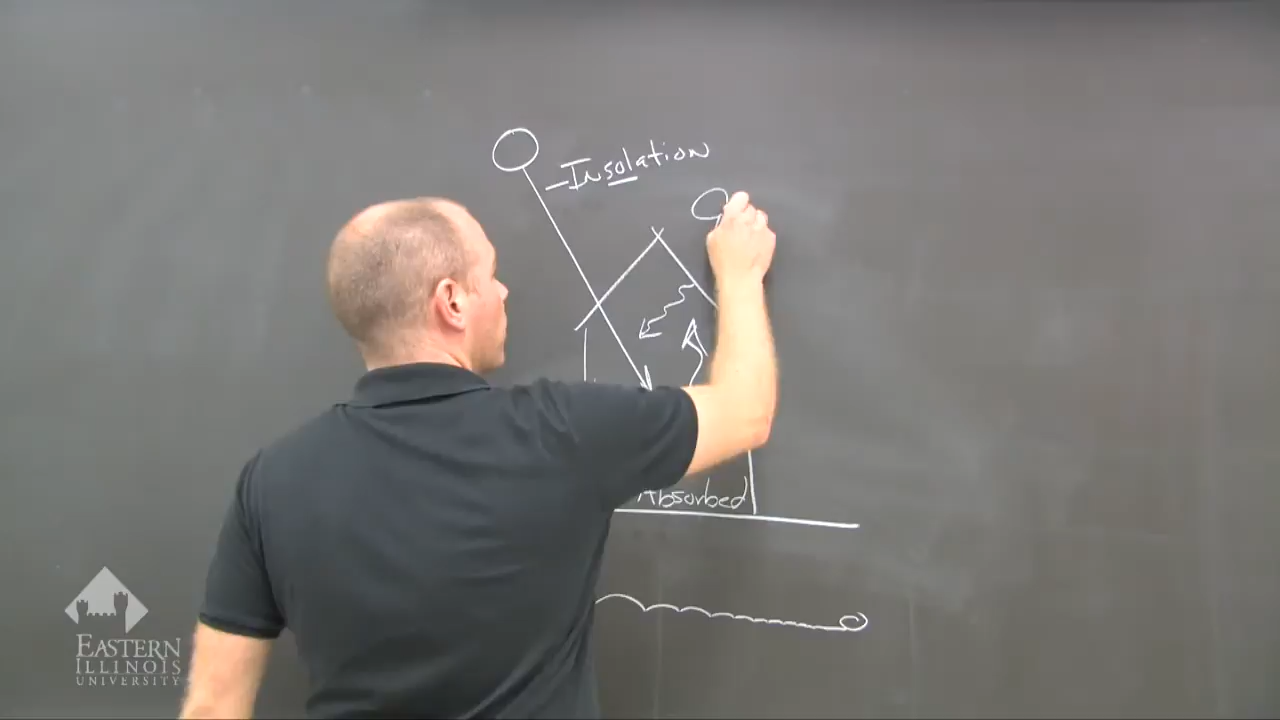 -Insolation
Absorbed
EASTERN
ILLINOIS
UNIVERSITY